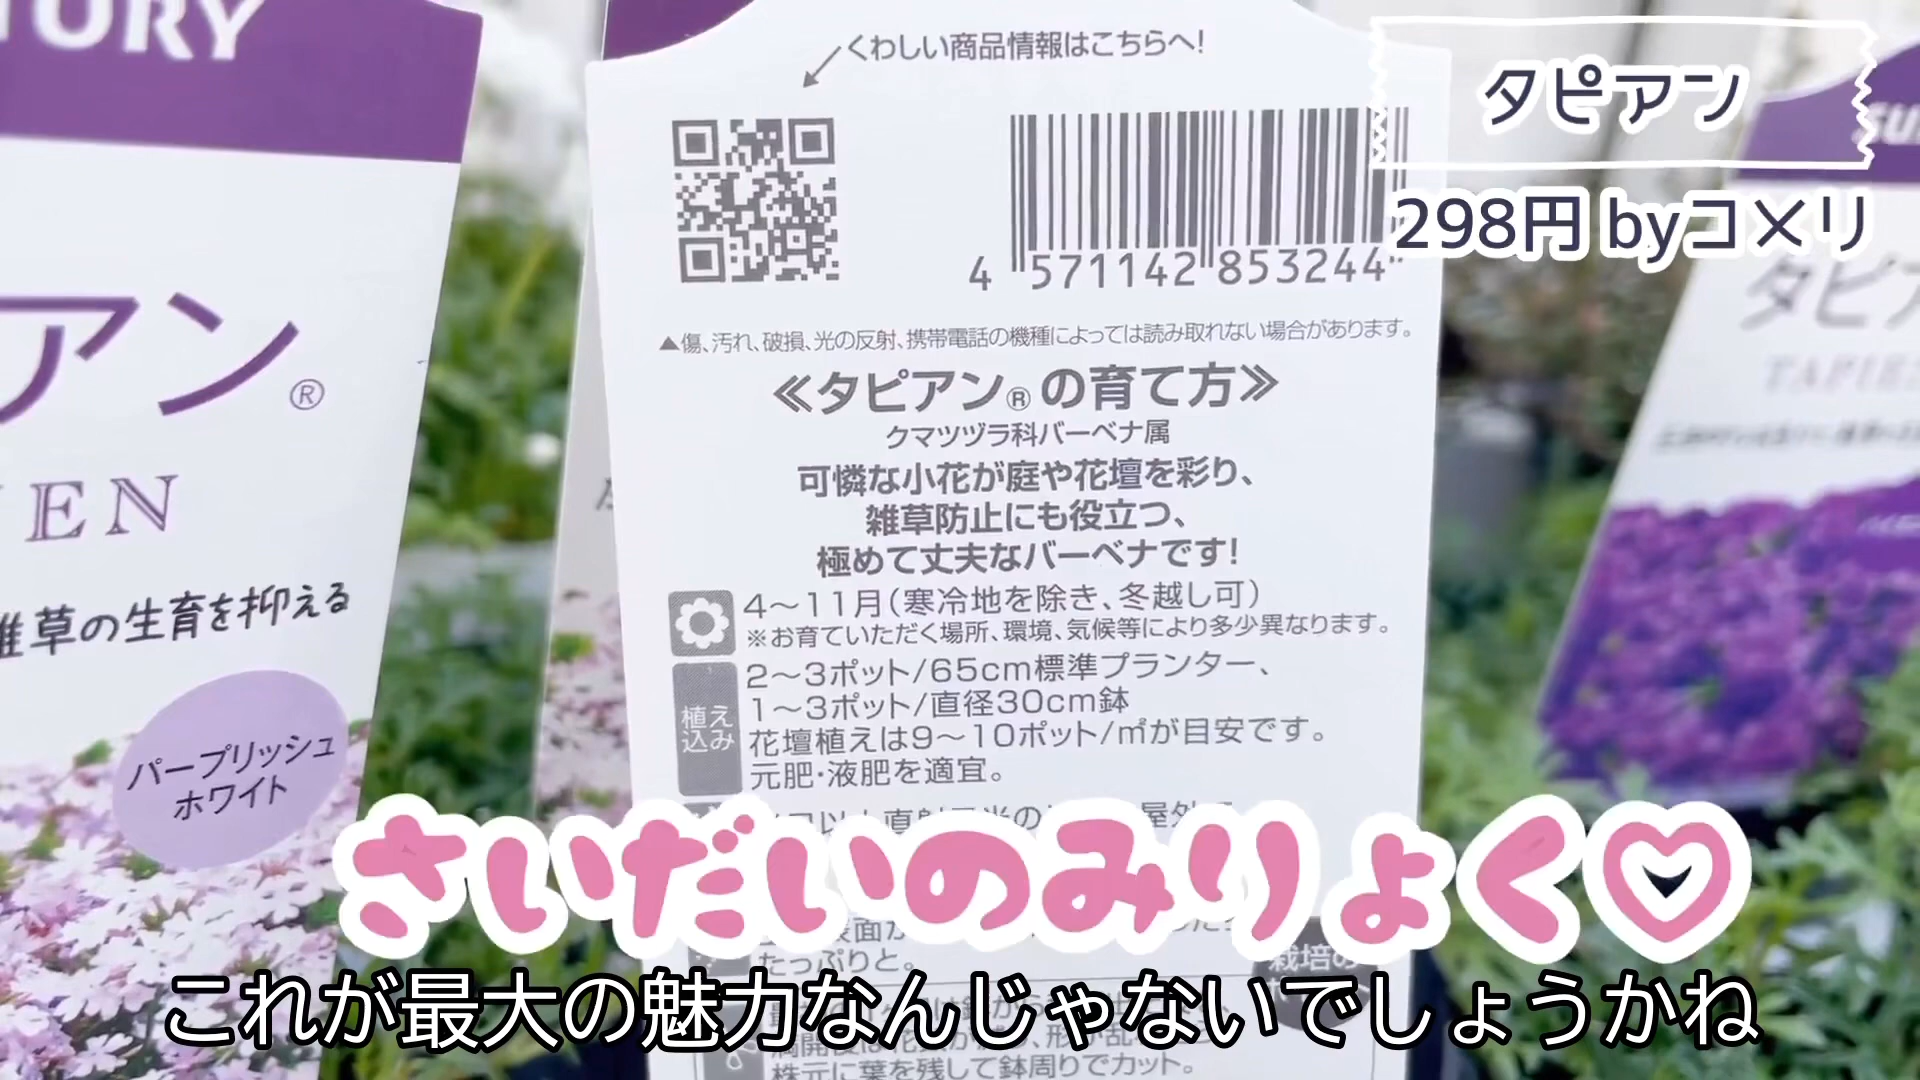 くわしい商品情報はこちらへ!
タピアン
298円 byコメリ
4 571142 853244
▲傷、汚れ、破損、光の反射、携帯電話の機種によっては読み取れない場合があります。
≪タピアン®の育て方≫
クマツヅラ科バーベナ属
可憐な小花が庭や花壇を彩り、
雑草防止にも役立つ、
極めて丈夫なバーベナです!
4〜11月(寒冷地を除き、冬越し可)
※お育ていただく場所、環境、気候等により多少異なります。
植え込み
2〜3ポット/65cm標準プランター、
1〜3ポット/直径30cm鉢
花壇植えは9〜10ポット/㎡が目安です。
元肥・液肥を適宜。
たっぷりと。
株元に葉を残して鉢周りでカット。
アン®
EN
草の生育を抑える
パープリッシュ
ホワイト
タピ
さいだいのみりょく♡
これが最大の魅力なんじゃないでしょうかね